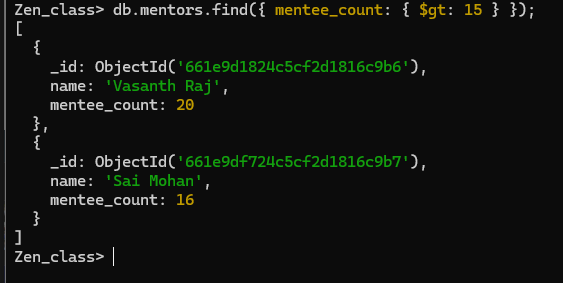 Zen_class> db.mentors.find({ mentee_count: { $gt: 15 } });
[
  {
    _id: ObjectId('661e9d1824c5cf2d1816c9b6'),
    name: 'Vasanth Raj',
    mentee_count: 20
  },
  {
    _id: ObjectId('661e9df724c5cf2d1816c9b7'),
    name: 'Sai Mohan',
    mentee_count: 16
  }
]
Zen_class>